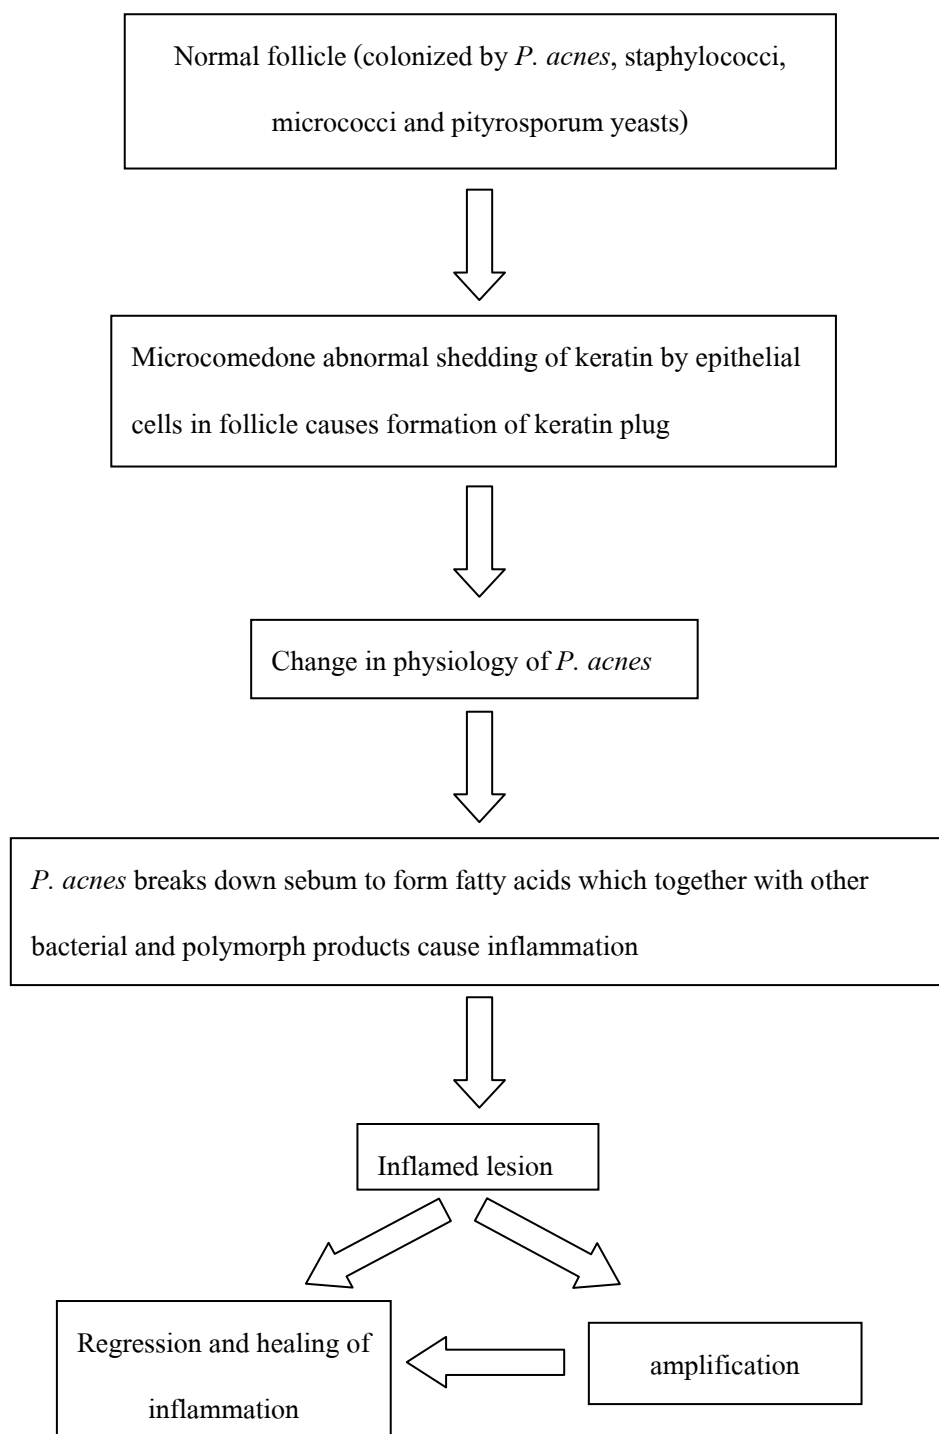 Normal follicle (colonized by P. acnes, staphylococci,
micrococci and pityrosporum yeasts)
Microcomedone abnormal shedding of keratin by epithelial
cells in follicle causes formation of keratin plug
Change in physiology of P. acnes
P. acnes breaks down sebum to form fatty acids which together with other
bacterial and polymorph products cause inflammation
Inflamed lesion
Regression and healing of
inflammation
amplification